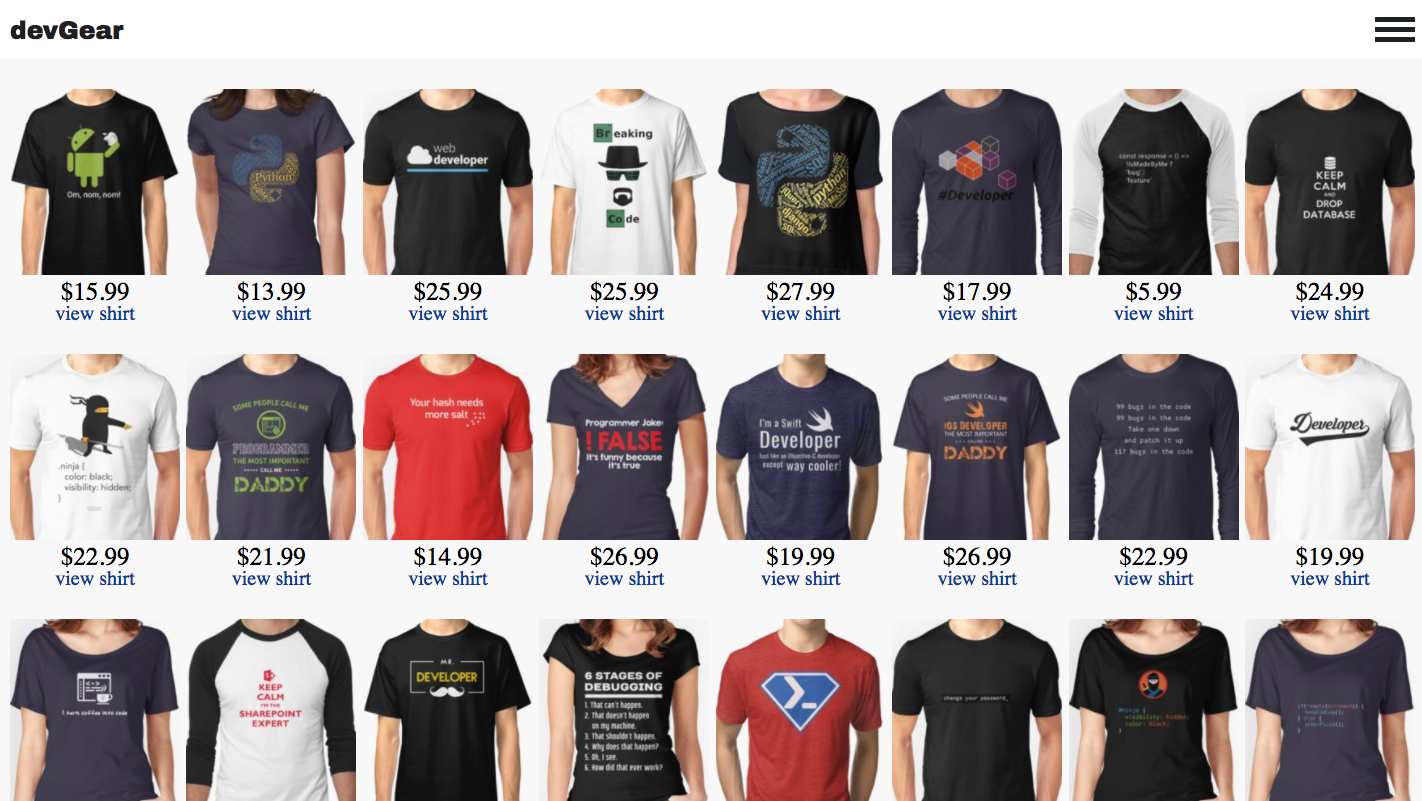 devGear
Om, nom, nom!
Python
web
developer
Breaking
Code
python
django
#Developer
const response = () =>
!isMadeByMe ?
'bug':
'feature'
KEEP
CALM
AND
DROP
DATABASE
$15.99
$13.99
$25.99
$25.99
$27.99
$17.99
$5.99
$24.99
view shirt
view shirt
view shirt
view shirt
view shirt
view shirt
view shirt
view shirt
.ninja {
color: black;
visibility: hidden;
}
SOME PEOPLE CALL ME
PROGRAMMER
THE MOST IMPORTANT
CALL ME
DADDY
Your hash needs
more salt
Programmer Joke:
! FALSE
It's funny because
it's true
I'm a Swift
Developer
Just like an Objective C developer
except way cooler!
SOME PEOPLE CALL ME
IOS DEVELOPER
THE MOST IMPORTANT
CALL ME
DADDY
99 bugs in the code
99 bugs in the code
Take one down
and patch it up
117 bugs in the code
Developer
$22.99
$21.99
$14.99
$26.99
$19.99
$26.99
$22.99
$19.99
view shirt
view shirt
view shirt
view shirt
view shirt
view shirt
view shirt
view shirt
I turn coffee into code
KEEP
CALM
I'M THE
SHAREPOINT
EXPERT
MR.
DEVELOPER
6 STAGES OF
DEBUGGING
1. That can't happen.
2. That doesn't happen
on my machine.
3. That shouldn't happen.
4. Why does that happen?
5. Oh, I see.
6. How did that ever work?
change your password_
#ninja {
visibility: hidden;
color: black;
}
keepCoding();
} else {
orderPizza();
}